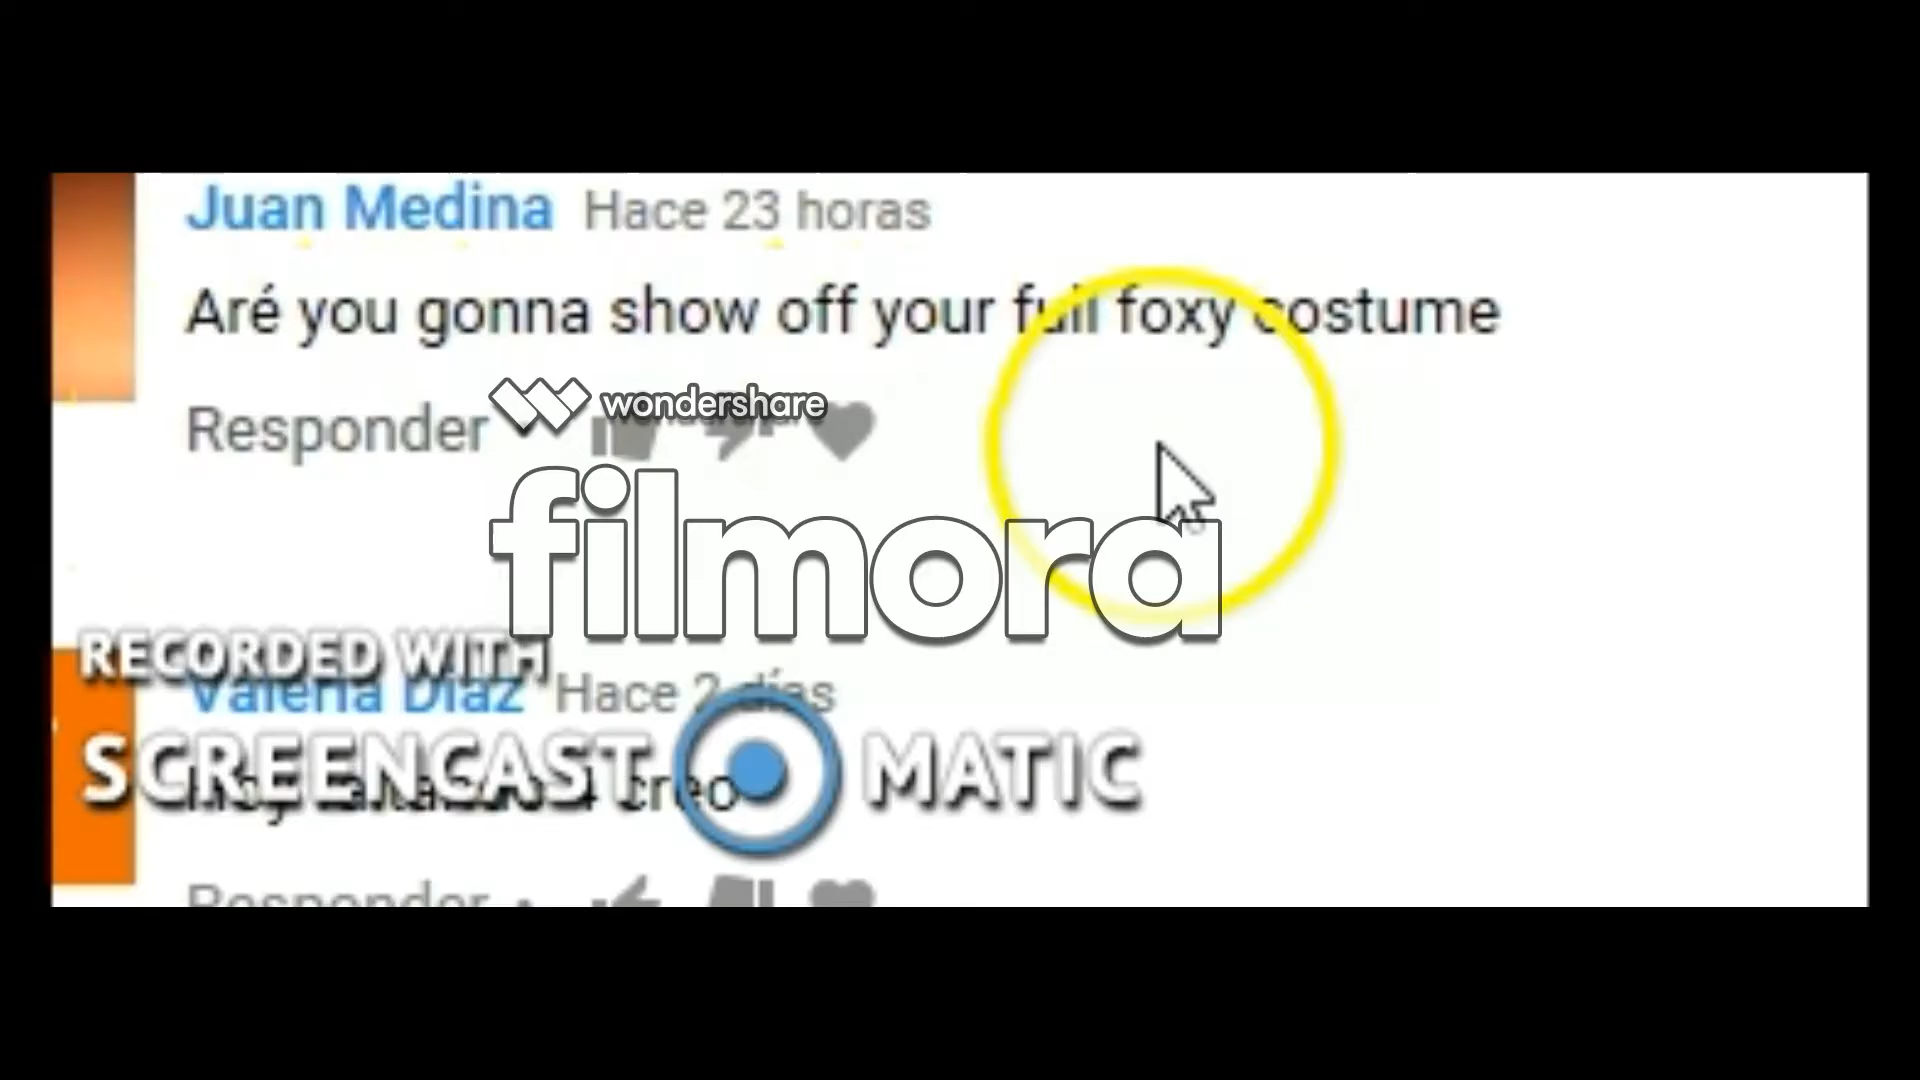 Juan Medina Hace 23 horas
Aré you gonna show off your full foxy costume
Responder
wondershare
filmora
RECORDED WITH
Valeria Díaz Hace 2 días
SCREENCAST MATIC
creo
Responder